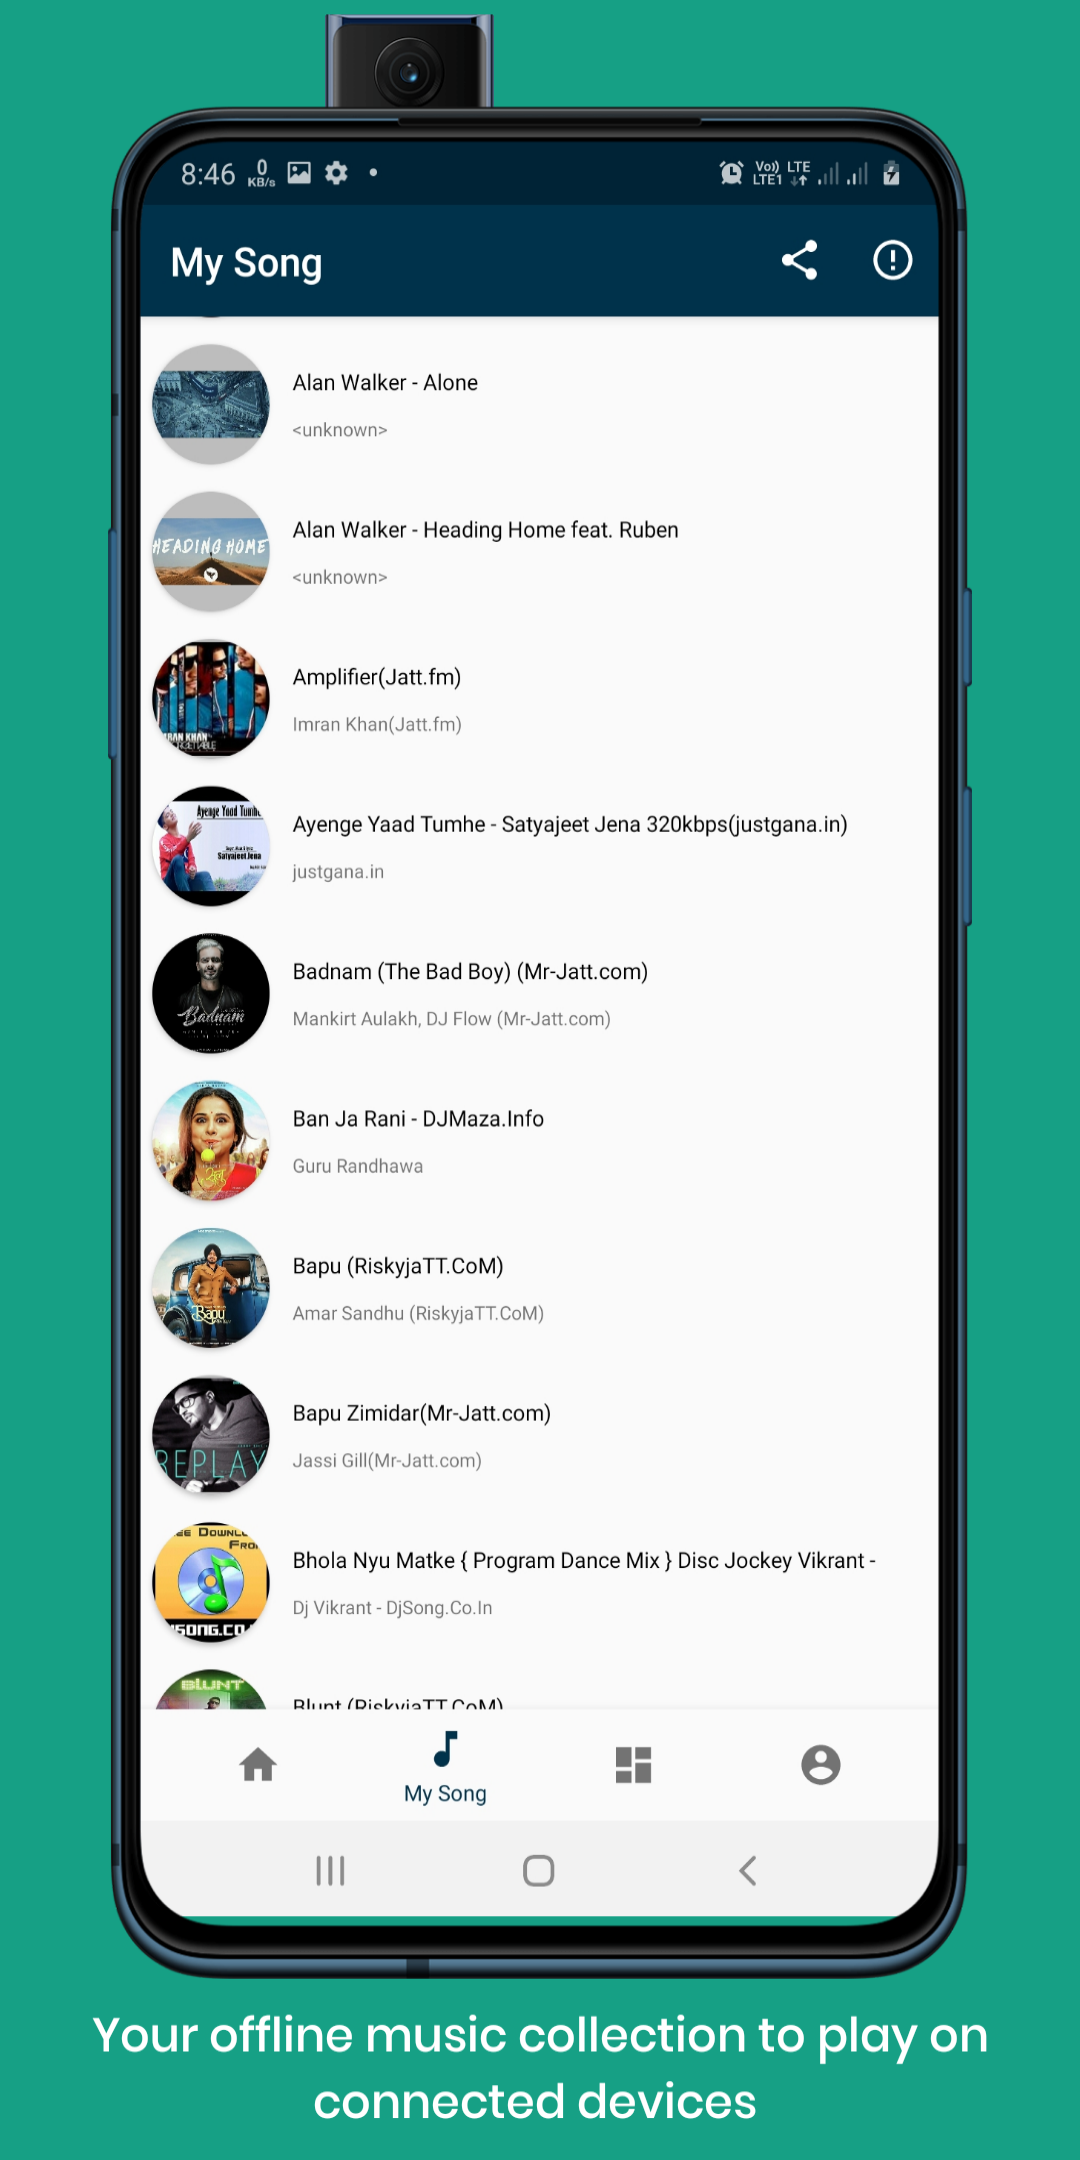 8:46 0 KB/s Vo)) LTE1 LTE
My Song
Alan Walker - Alone
<unknown>
HEADING HOME
Alan Walker - Heading Home feat. Ruben
<unknown>
Amplifier(Jatt.fm)
Imran Khan(Jatt.fm)
Ayenge Yaad Tumhe
Satyajeet Jena
Ayenge Yaad Tumhe - Satyajeet Jena 320kbps(justgana.in)
justgana.in
Badnam
Badnam (The Bad Boy) (Mr-Jatt.com)
Mankirt Aulakh, DJ Flow (Mr-Jatt.com)
Ban Ja Rani - DJMaza.Info
Guru Randhawa
Bapu
Bapu (RiskyjaTT.CoM)
Amar Sandhu (RiskyjaTT.CoM)
REPLAY
Bapu Zimidar(Mr-Jatt.com)
Jassi Gill(Mr-Jatt.com)
Bhola Nyu Matke { Program Dance Mix } Disc Jockey Vikrant -
Dj Vikrant - DjSong.Co.In
BLUNT
Blunt (RiskyjaTT.CoM)
My Song
Your offline music collection to play on
connected devices